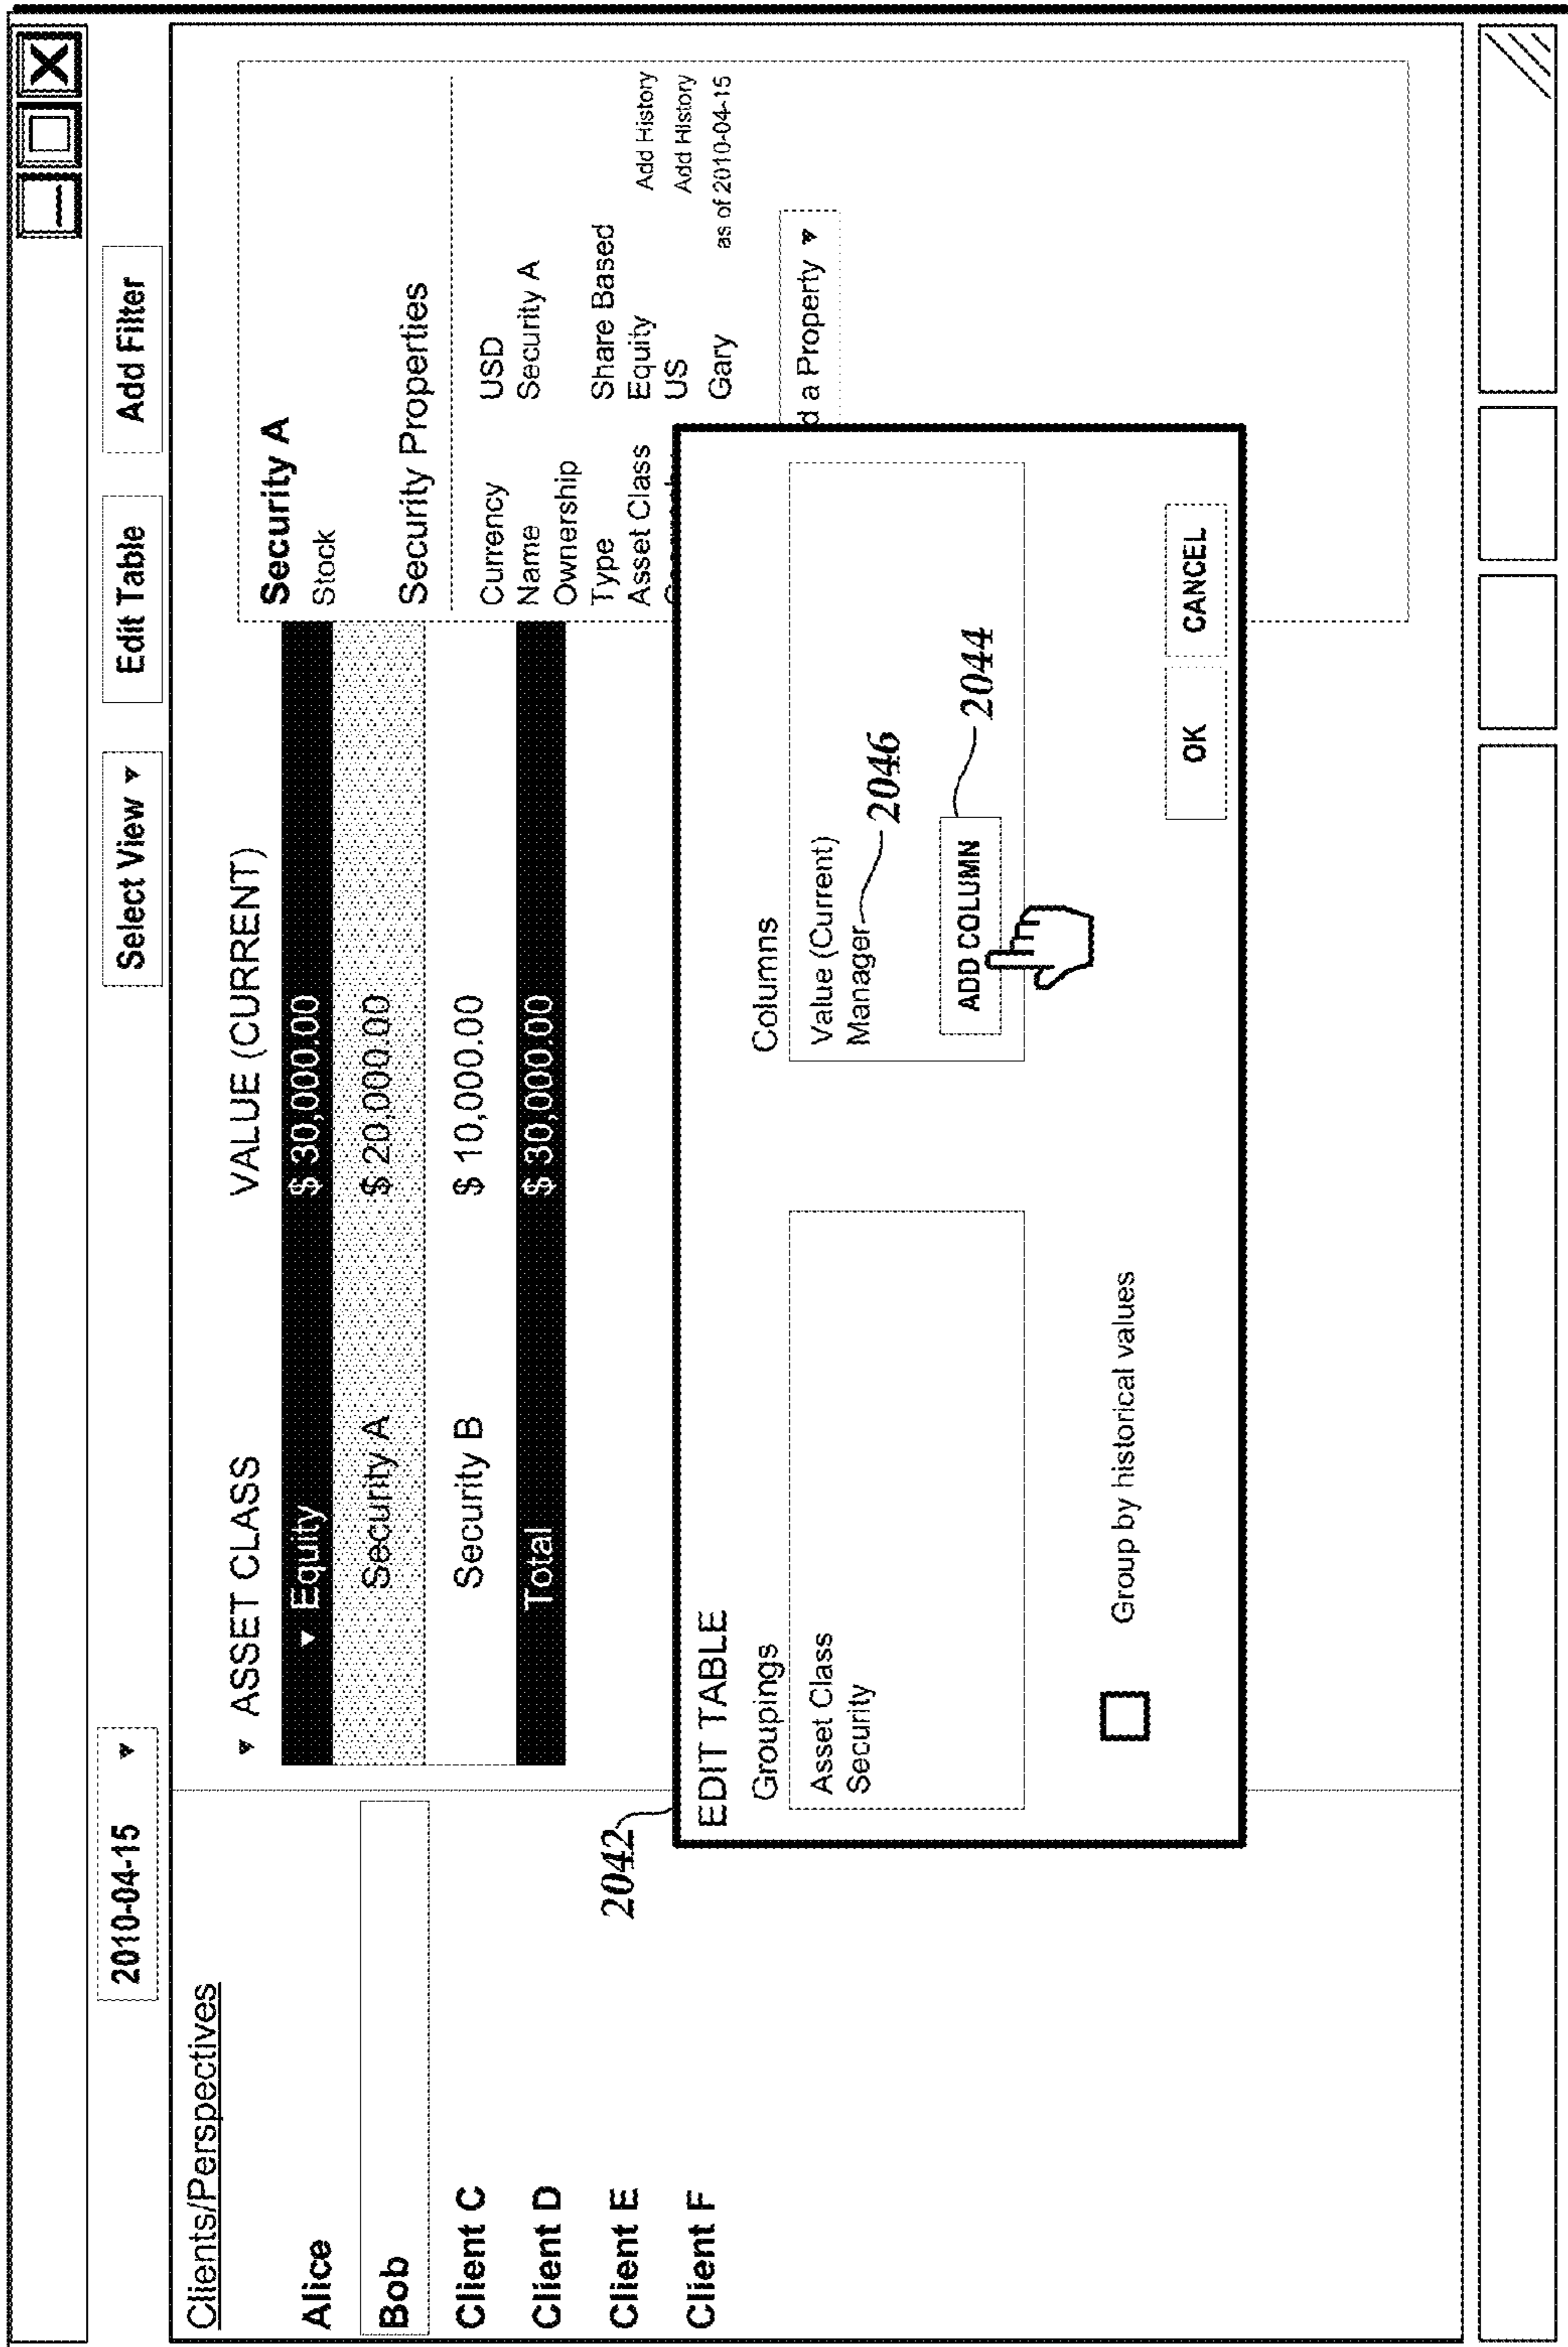 2010-04-15 ▼
Select View ▼
Edit Table
Add Filter
Clients/Perspectives
Alice
Bob
Client C
Client D
Client E
Client F
▼ ASSET CLASS VALUE (CURRENT)
▼ Equity $ 30,000.00
Security A $ 20,000.00
Security B $ 10,000.00
Total $ 30,000.00
Security A
Stock
Security Properties
Currency USD
Name Security A
Ownership
Type Share Based
Asset Class Equity Add History
US Add History
Gary as of 2010-04-15
d a Property ▼
2042
EDIT TABLE
Groupings
Asset Class
Security
Columns
Value (Current)
Manager 2046
ADD COLUMN 2044
Group by historical values
OK CANCEL